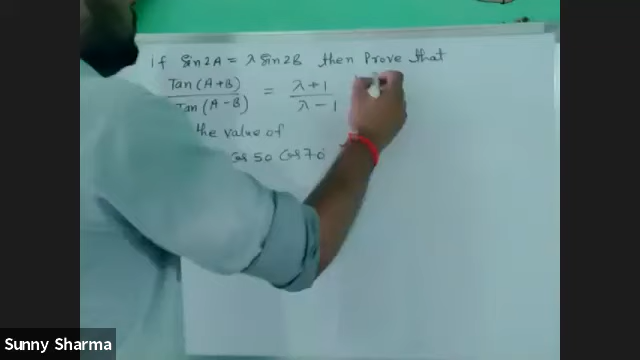 if Sin2A = λ Sin2B then Prove that
Tan(A+B) / Tan(A-B) = λ+1 / λ-1
the value of
Cos 50 Cos 70
Sunny Sharma